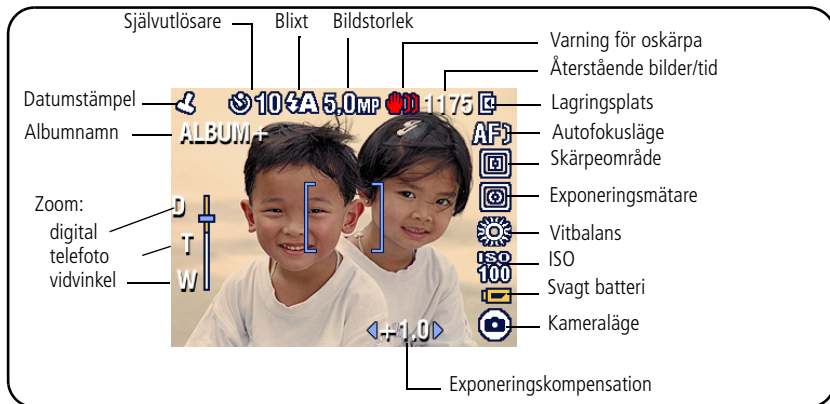 Självutlösare Blixt Bildstorlek
Varning för oskärpa
Återstående bilder/tid
Datumstämpel
10 A 5,0MP 1175
Lagringsplats
Albumnamn
ALBUM+
AF
Autofokusläge
Skärpeområde
Exponeringsmätare
Zoom:
D
digital
T
telefoto
W
vidvinkel
Vitbalans
ISO
100
ISO
Svagt batteri
+1.0
Kameraläge
Exponeringskompensation